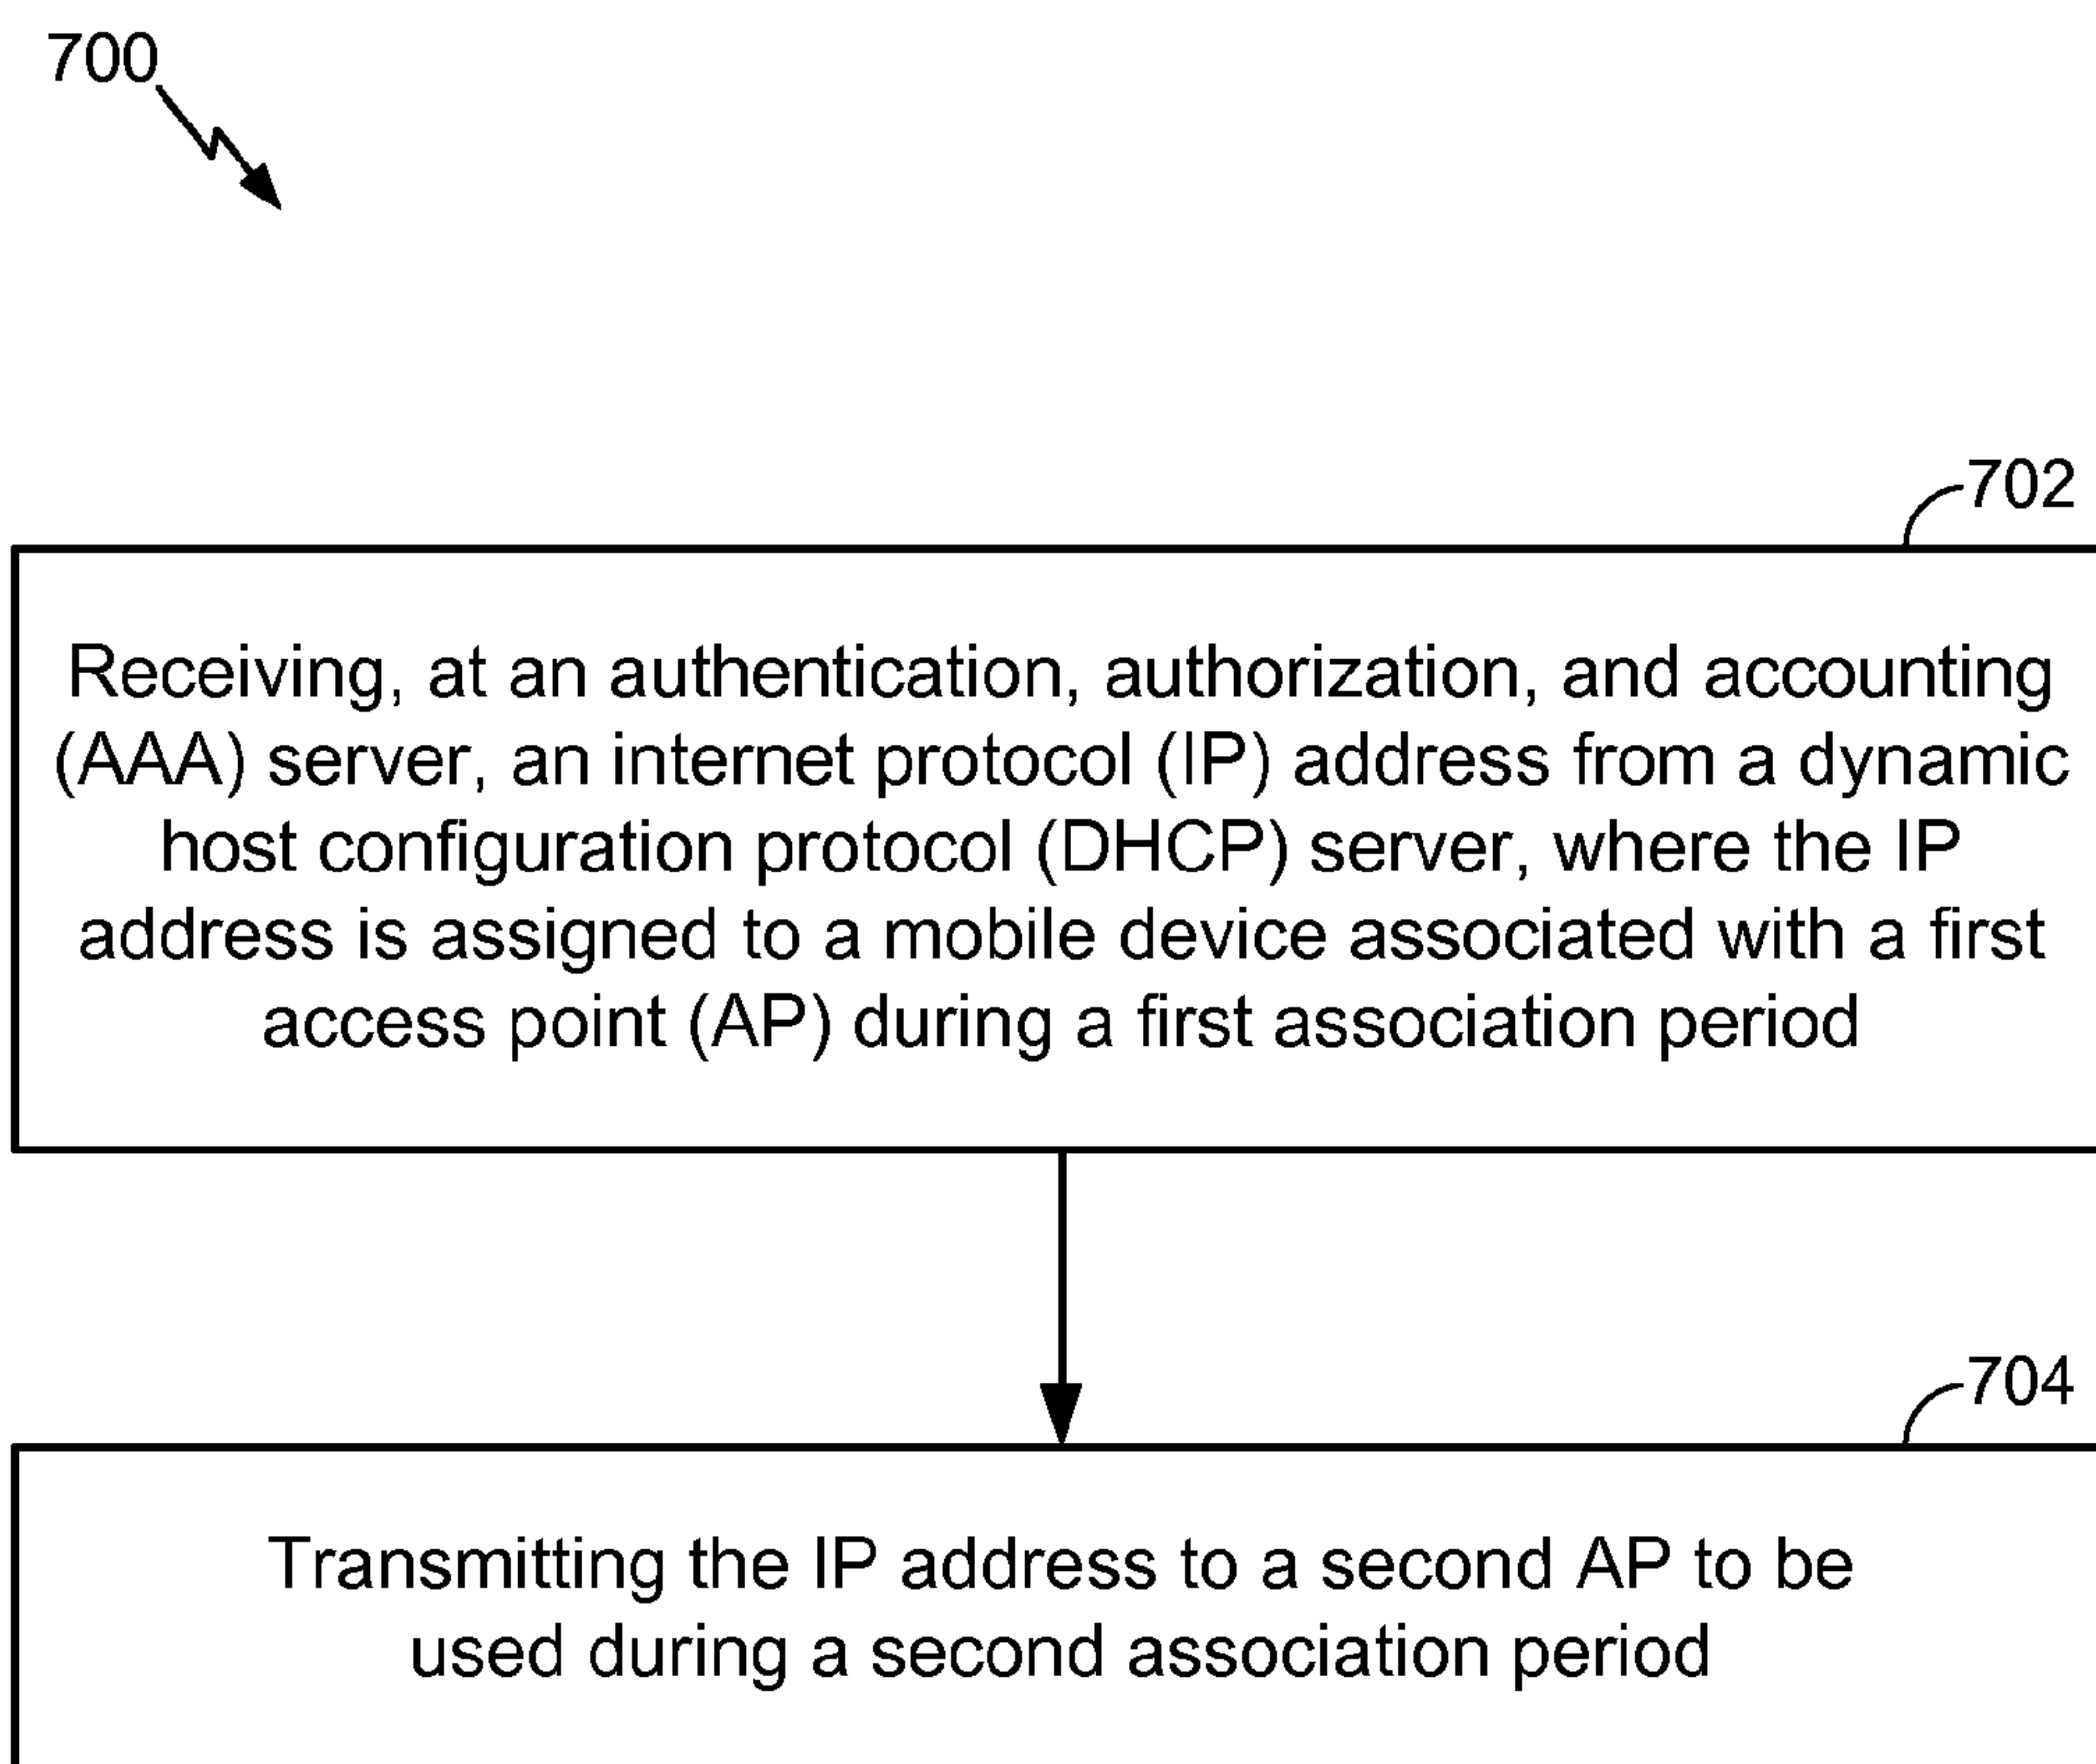 700
702
Receiving, at an authentication, authorization, and accounting
(AAA) server, an internet protocol (IP) address from a dynamic
host configuration protocol (DHCP) server, where the IP
address is assigned to a mobile device associated with a first
access point (AP) during a first association period
704
Transmitting the IP address to a second AP to be
used during a second association period